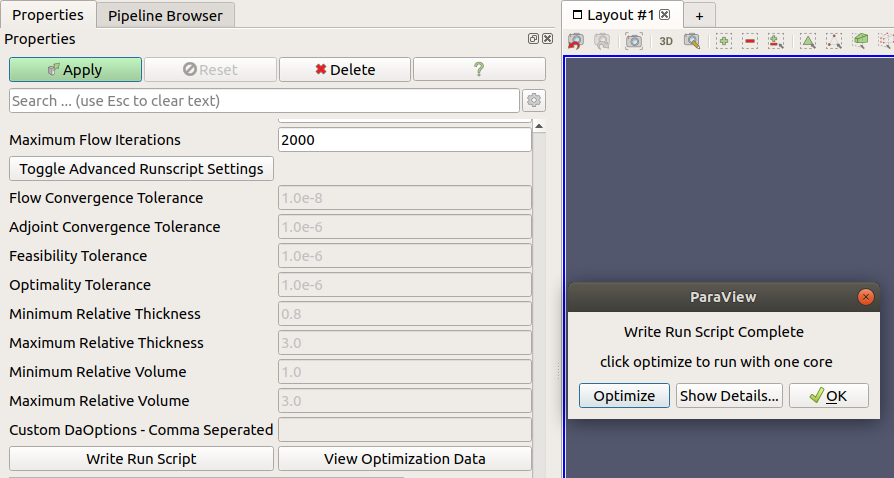 Properties
Pipeline Browser
Properties
Apply
Reset
Delete
?
Search ... (use Esc to clear text)
Maximum Flow Iterations 2000
Toggle Advanced Runscript Settings
Flow Convergence Tolerance 1.0e-8
Adjoint Convergence Tolerance 1.0e-6
Feasibility Tolerance 1.0e-6
Optimality Tolerance 1.0e-6
Minimum Relative Thickness 0.8
Maximum Relative Thickness 3.0
Minimum Relative Volume 1.0
Maximum Relative Volume 3.0
Custom DaOptions - Comma Seperated
Write Run Script
View Optimization Data
Layout #1
+
3D
ParaView
Write Run Script Complete
click optimize to run with one core
Optimize
Show Details...
OK